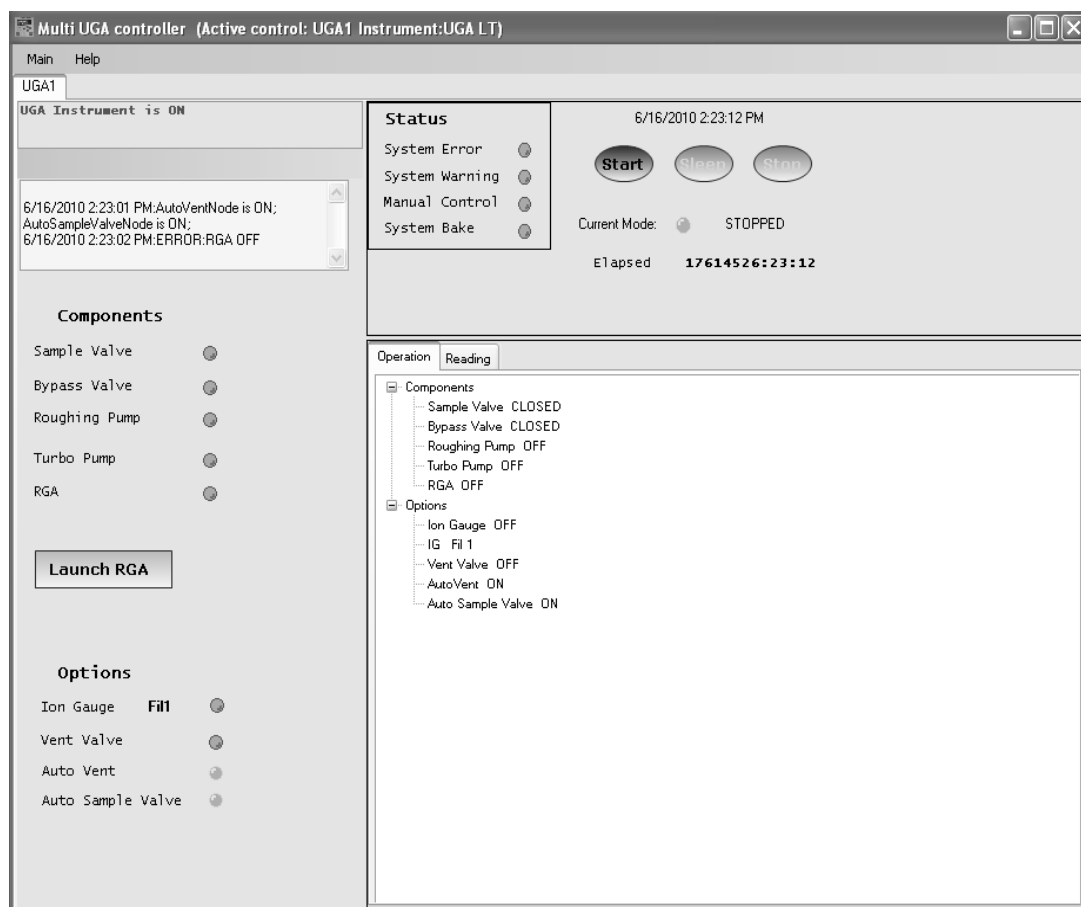 Multi UGA controller (Active control: UGA1 Instrument:UGA LT)
Main Help
UGA1
UGA Instrument is ON
6/16/2010 2:23:01 PM:AutoVentNode is ON;
AutoSampleValveNode is ON;
6/16/2010 2:23:02 PM:ERROR:RGA OFF
Components
Sample Valve
Bypass Valve
Roughing Pump
Turbo Pump
RGA
Launch RGA
Options
Ion Gauge Fil1
Vent Valve
Auto Vent
Auto Sample Valve
Status
System Error
System Warning
Manual Control
System Bake
6/16/2010 2:23:12 PM
Start Sleep Stop
Current Mode: STOPPED
Elapsed 17614526:23:12
Operation Reading
Components
Sample Valve CLOSED
Bypass Valve CLOSED
Roughing Pump OFF
Turbo Pump OFF
RGA OFF
Options
Ion Gauge OFF
IG Fil 1
Vent Valve OFF
AutoVent ON
Auto Sample Valve ON